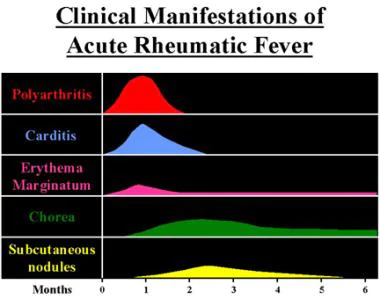 Clinical Manifestations of
Acute Rheumatic Fever
Polyarthritis
Carditis
Erythema
Marginatum
Chorea
Subcutaneous
nodules
Months 0 1 2 3 4 5 6